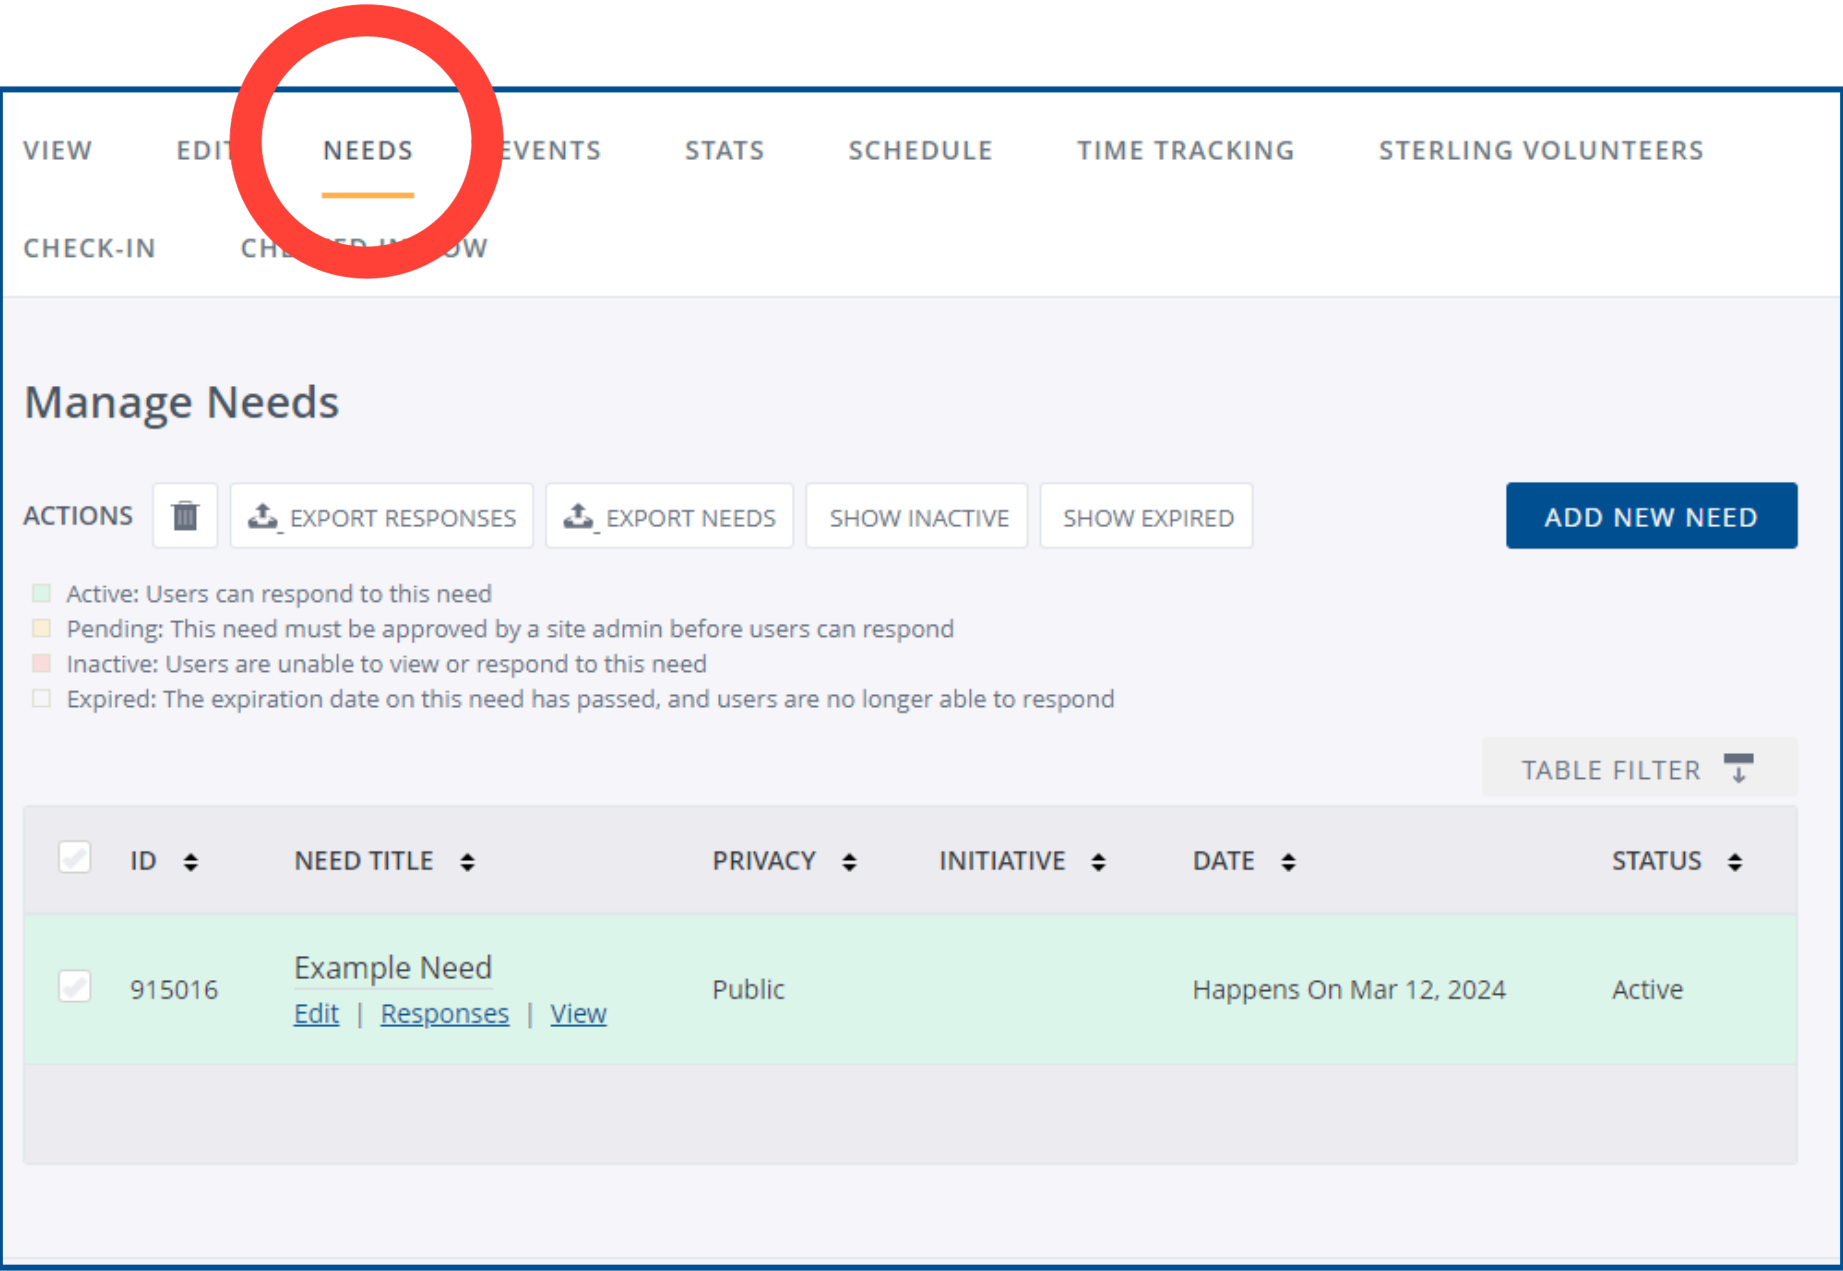 VIEW EDIT NEEDS EVENTS STATS SCHEDULE TIME TRACKING STERLING VOLUNTEERS
CHECK-IN
Manage Needs
ACTIONS EXPORT RESPONSES EXPORT NEEDS SHOW INACTIVE SHOW EXPIRED ADD NEW NEED
Active: Users can respond to this need
Pending: This need must be approved by a site admin before users can respond
Inactive: Users are unable to view or respond to this need
Expired: The expiration date on this need has passed, and users are no longer able to respond
TABLE FILTER
ID NEED TITLE PRIVACY INITIATIVE DATE STATUS
Example Need
915016 Public Happens On Mar 12, 2024 Active
Edit | Responses | View